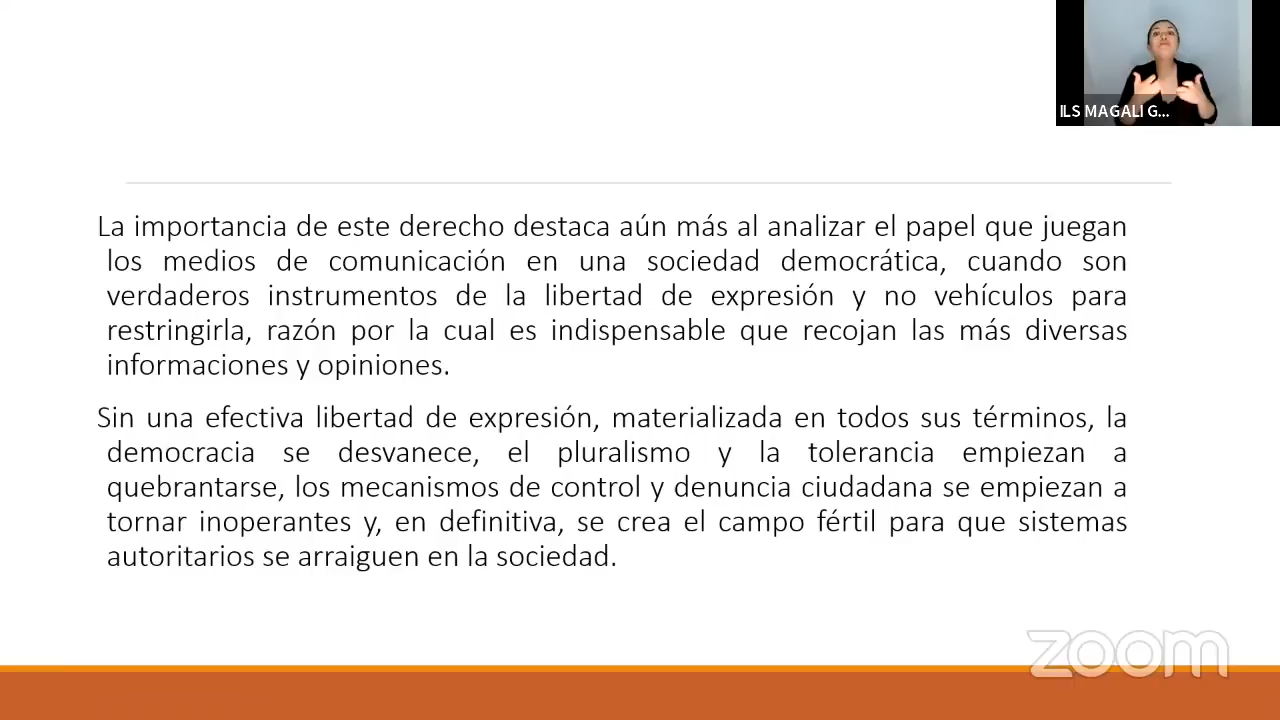 ILS MAGALI G...
La importancia de este derecho destaca aún más al analizar el papel que juegan
los medios de comunicación en una sociedad democrática, cuando son
verdaderos instrumentos de la libertad de expresión y no vehículos para
restringirla, razón por la cual es indispensable que recojan las más diversas
informaciones y opiniones.
Sin una efectiva libertad de expresión, materializada en todos sus términos, la
democracia se desvanece, el pluralismo y la tolerancia empiezan a
quebrantarse, los mecanismos de control y denuncia ciudadana se empiezan a
tornar inoperantes y, en definitiva, se crea el campo fértil para que sistemas
autoritarios se arraiguen en la sociedad.
zoom